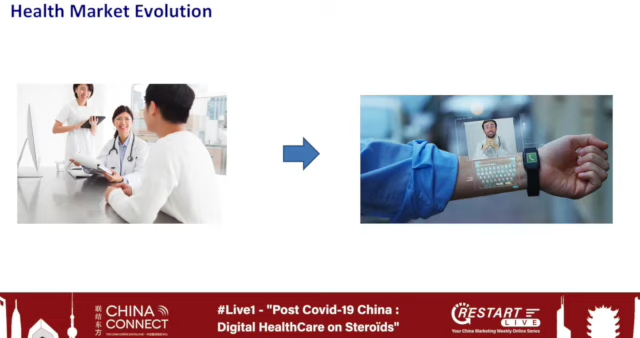 Health Market Evolution
联结东方
CHINA
CONNECT
#Live1 - "Post Covid-19 China :
Digital HealthCare on Steroïds"
RESTART
LIVE
Your China Marketing Weekly Online Series